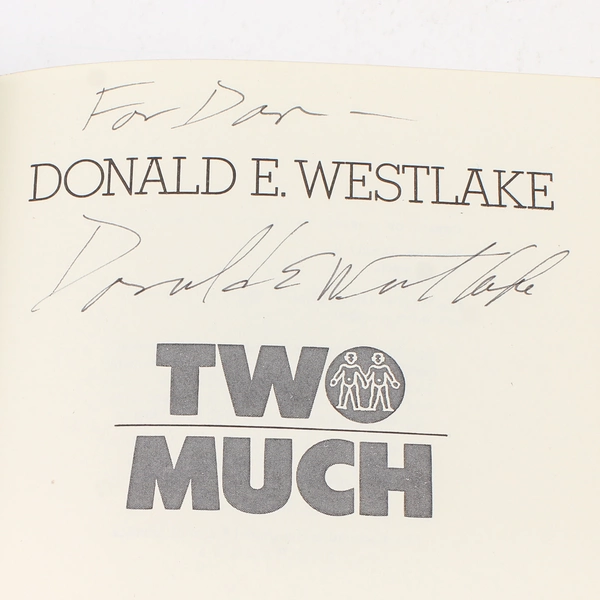 For Dan —
DONALD E. WESTLAKE
Donald E Westlake
TWO
MUCH